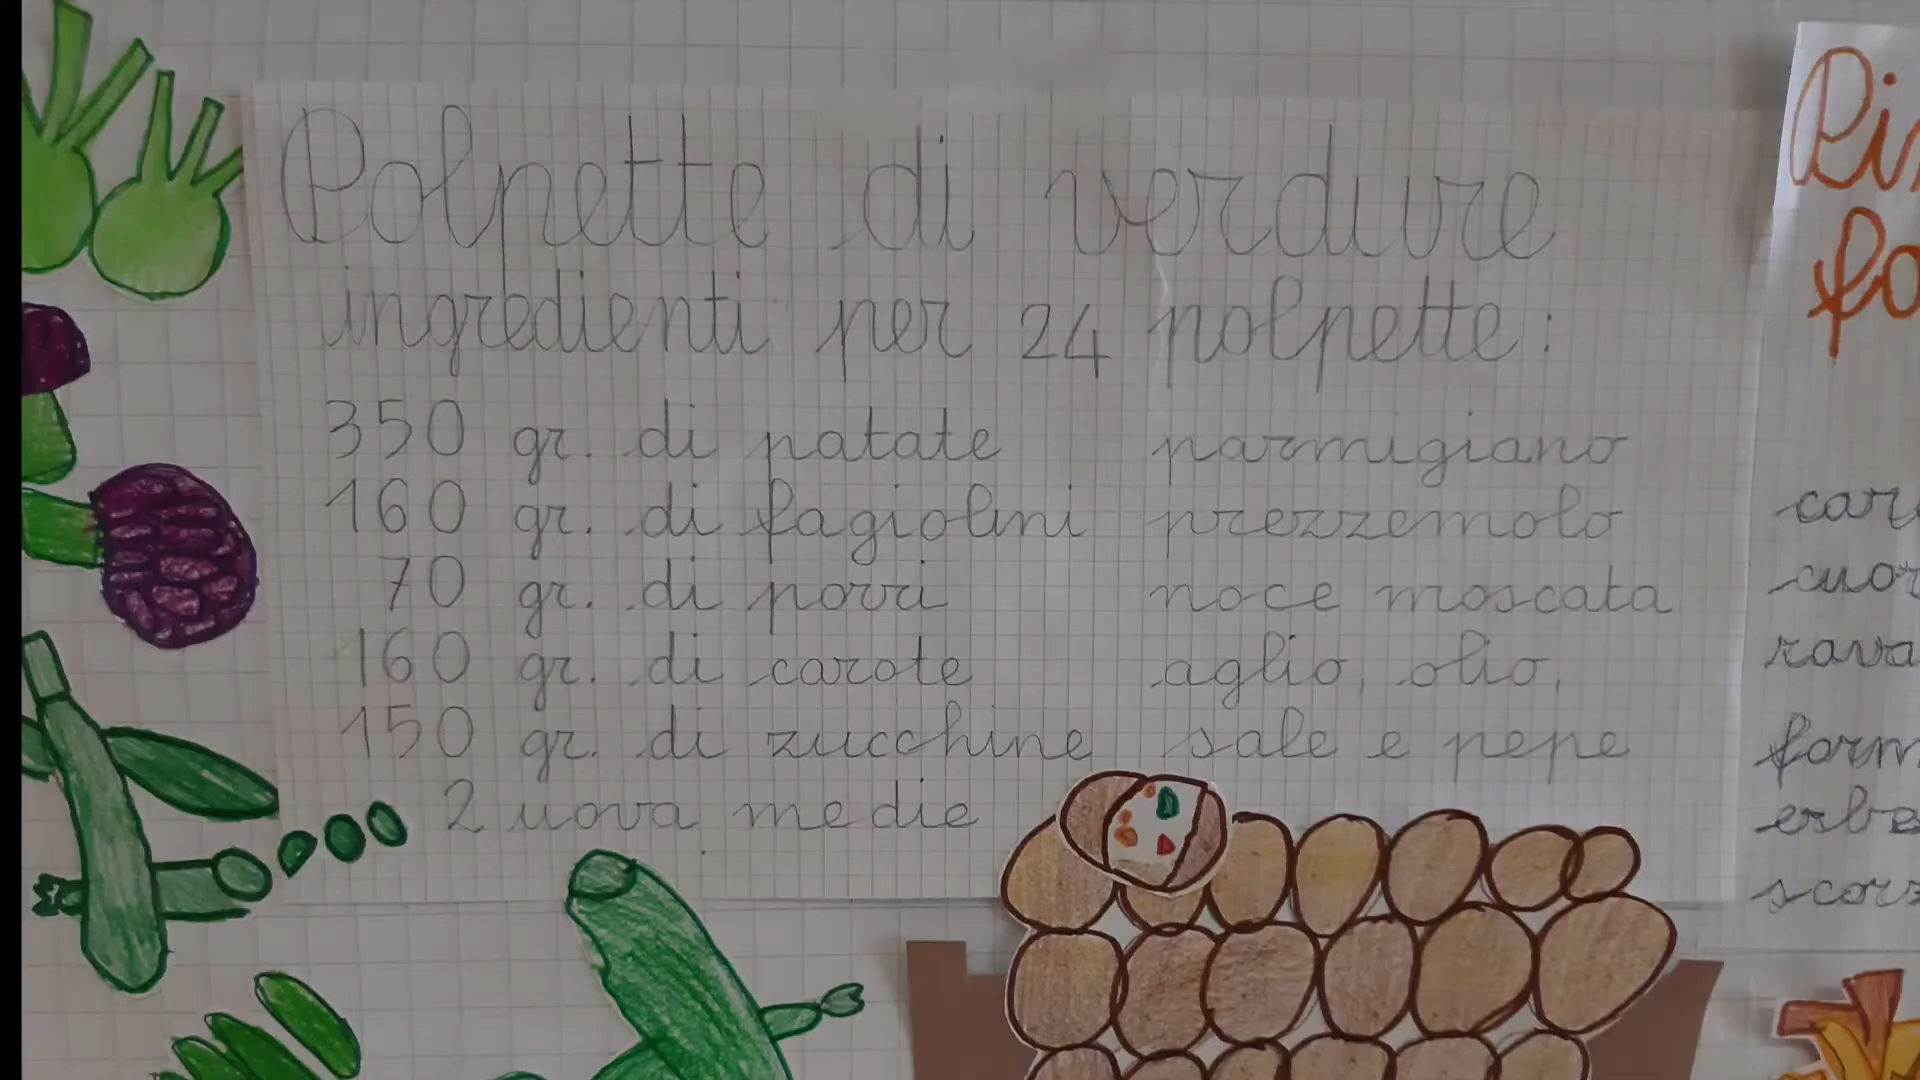 Polpette di verdure
ingredienti per 24 polpette:
350 gr. di patate
160 gr. di fagiolini
70 gr. di porri
160 gr. di carote
150 gr. di zucchine
2 uova medie
parmigiano
prezzemolo
noce moscata
aglio, olio,
sale e pepe